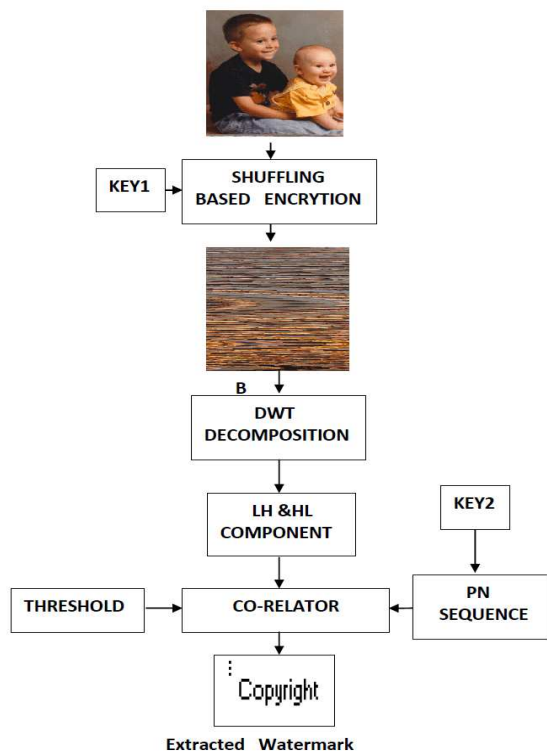 KEY1
SHUFFLING
BASED ENCRYTION
B
DWT
DECOMPOSITION
LH &HL
COMPONENT
KEY2
THRESHOLD
CO-RELATOR
PN
SEQUENCE
Copyright
Extracted Watermark